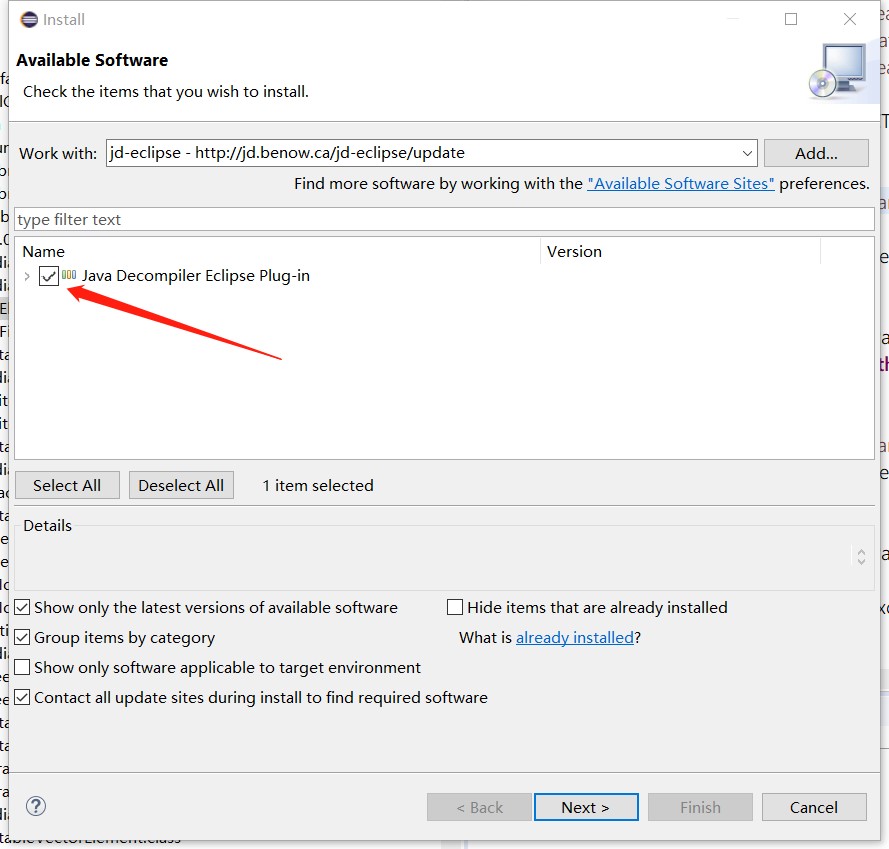 Install
Available Software
Check the items that you wish to install.
Work with: jd-eclipse - http://jd.benow.ca/jd-eclipse/update Add...
Find more software by working with the "Available Software Sites" preferences.
type filter text
Name Version
Java Decompiler Eclipse Plug-in
Select All Deselect All 1 item selected
Details
Show only the latest versions of available software Hide items that are already installed
Group items by category What is already installed?
Show only software applicable to target environment
Contact all update sites during install to find required software
? < Back Next > Finish Cancel